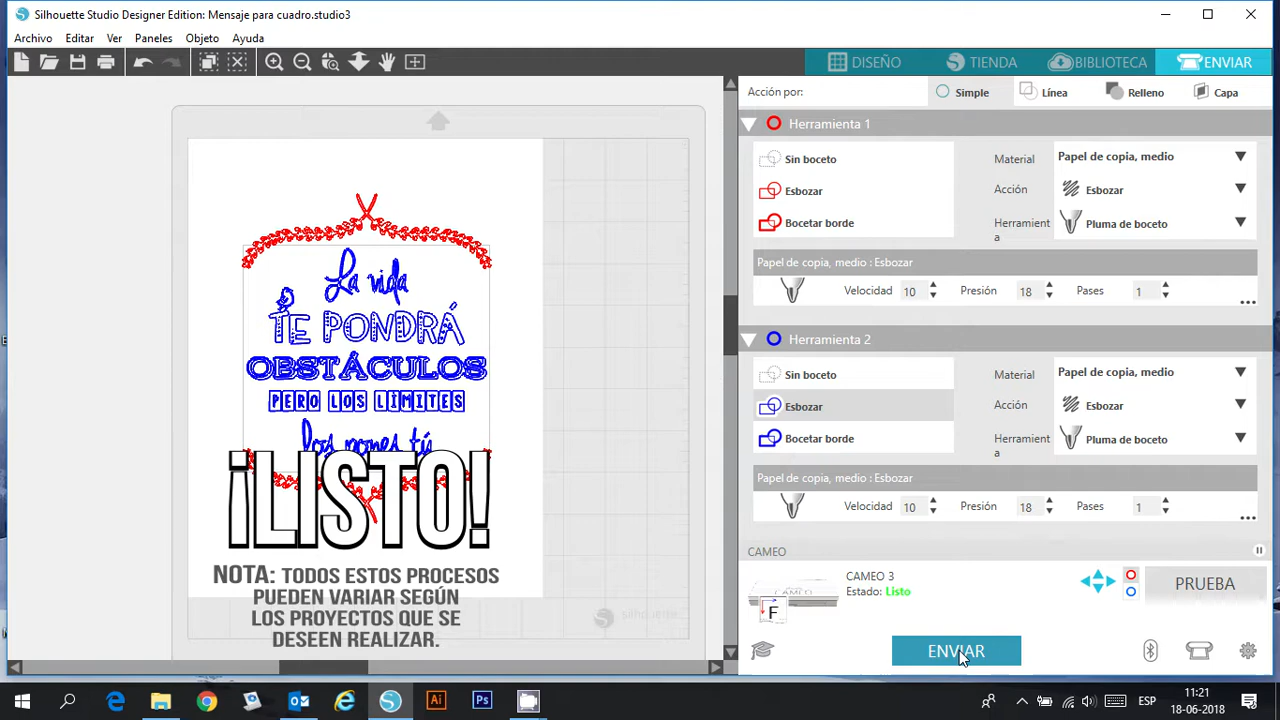 Silhouette Studio Designer Edition: Mensaje para cuadro.studio3
Archivo Editar Ver Paneles Objeto Ayuda
DISEÑO TIENDA BIBLIOTECA ENVIAR
Acción por: Simple Línea Relleno Capa
Herramienta 1
Sin boceto Material Papel de copia, medio
Esbozar Acción Esbozar
Bocetar borde Herramienta Pluma de boceto
Papel de copia, medio : Esbozar
Velocidad 10 Presión 18 Pases 1
Herramienta 2
Sin boceto Material Papel de copia, medio
Esbozar Acción Esbozar
Bocetar borde Herramienta Pluma de boceto
Papel de copia, medio : Esbozar
Velocidad 10 Presión 18 Pases 1
CAMEO
CAMEO 3
Estado: Listo
F
PRUEBA
ENVIAR
La vida
TE PONDRÁ
OBSTÁCULOS
PERO LOS LÍMITES
los pones tú
¡LISTO!
NOTA: TODOS ESTOS PROCESOS
PUEDEN VARIAR SEGÚN
LOS PROYECTOS QUE SE
DESEEN REALIZAR.
silhouette
Ai Ps ESP
11:21
18-06-2018